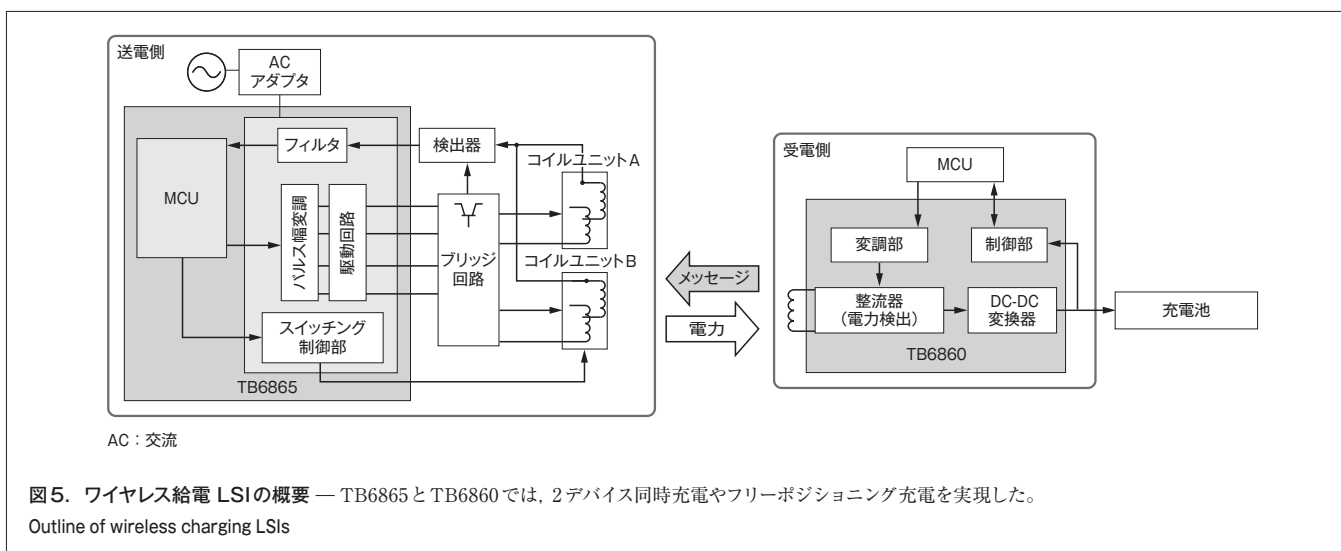 送電側
AC
アダプタ
フィルタ
検出器
コイルユニットA
MCU
パルス幅変調
駆動回路
ブリッジ
回路
コイルユニットB
スイッチング
制御部
TB6865
メッセージ
電力
受電側
MCU
変調部
制御部
整流器
（電力検出）
DC-DC
変換器
充電池
TB6860
AC：交流
図5．ワイヤレス給電 LSIの概要 ― TB6865とTB6860では，2デバイス同時充電やフリーポジショニング充電を実現した。
Outline of wireless charging LSIs